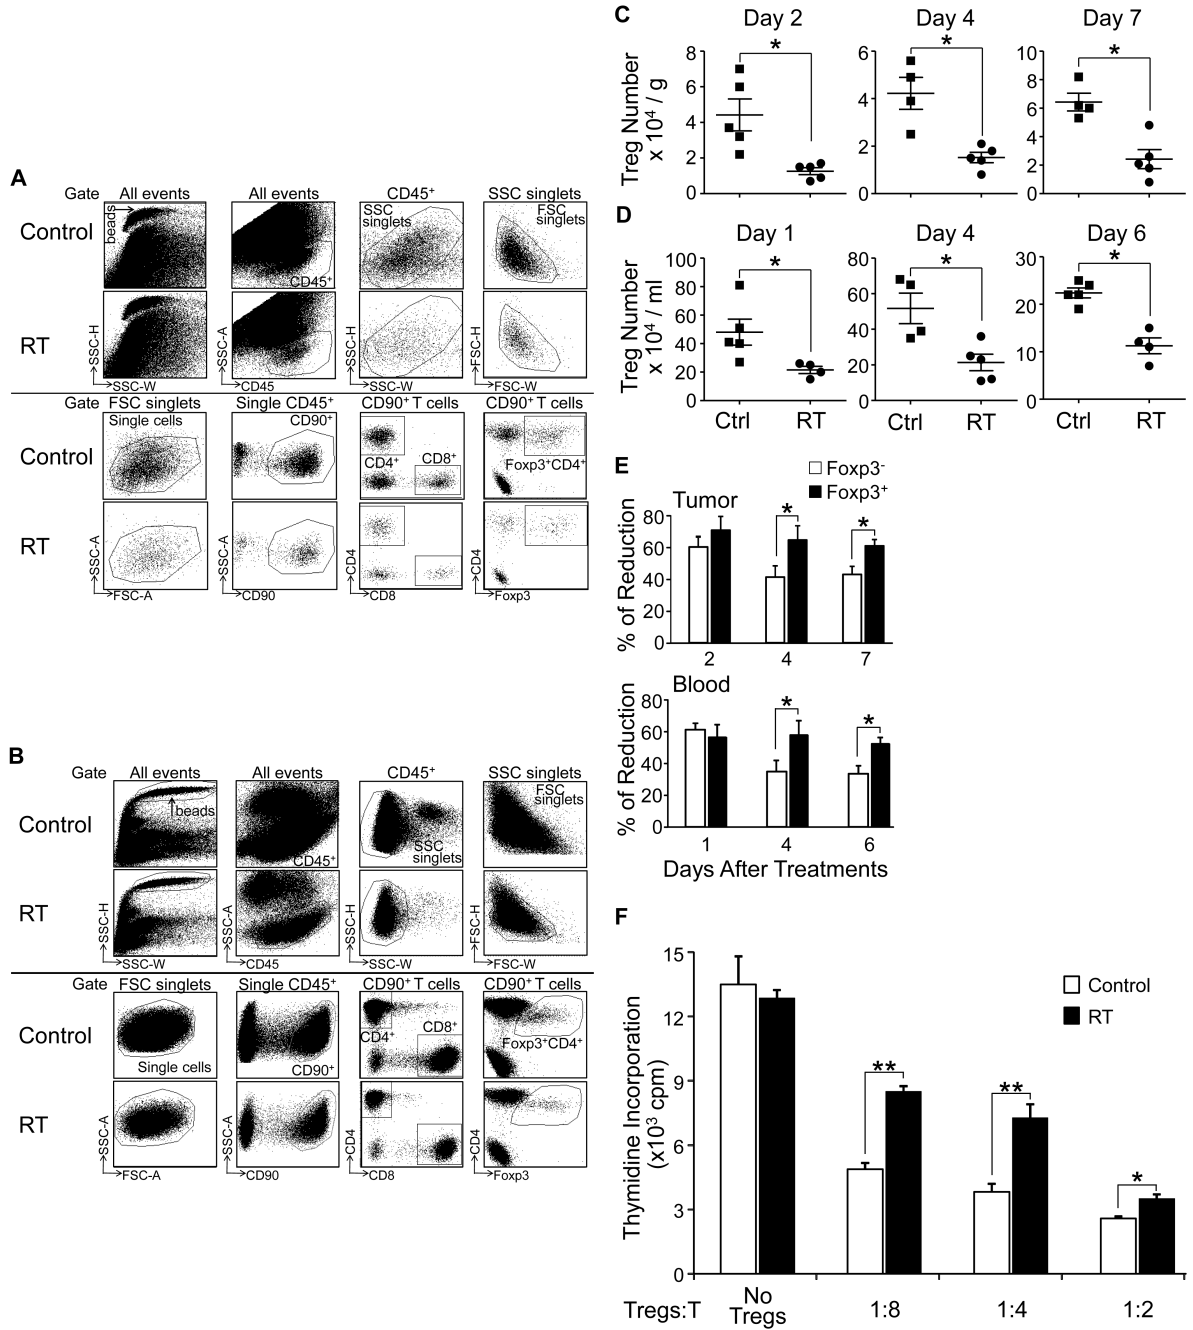 A
Gate All events All events CD45+ SSC singlets
Control
beads
CD45+
SSC
singlets
FSC
singlets
RT
SSC-H
SSC-W
SSC-A
CD45
SSC-H
SSC-W
FSC-H
FSC-W
Gate FSC singlets Single CD45+ CD90+ T cells CD90+ T cells
Control
Single cells
CD90+
CD4+
CD8+
Foxp3+CD4+
RT
SSC-A
FSC-A
SSC-A
CD90
CD4
CD8
CD4
Foxp3
B
Gate All events All events CD45+ SSC singlets
Control
beads
CD45+
SSC
singlets
FSC
singlets
RT
SSC-H
SSC-W
SSC-A
CD45
SSC-H
SSC-W
FSC-H
FSC-W
Gate FSC singlets Single CD45+ CD90+ T cells CD90+ T cells
Control
Single cells
CD90+
CD4+
CD8+
Foxp3+CD4+
RT
SSC-A
FSC-A
SSC-A
CD90
CD4
CD8
CD4
Foxp3
C
Day 2 Day 4 Day 7
Treg Number
x 10⁴ / g
8
6
4
2
0
*
6
4
2
0
*
10
8
6
4
2
0
*
D
Day 1 Day 4 Day 6
Treg Number
x 10⁴ / ml
100
80
60
40
20
0
*
80
60
40
20
0
*
30
20
10
0
*
Ctrl RT Ctrl RT Ctrl RT
E
Foxp3-
Foxp3+
Tumor
% of Reduction
80
60
40
20
0
* *
2 4 7
Blood
% of Reduction
80
60
40
20
0
* *
1 4 6
Days After Treatments
F
Thymidine Incorporation
(x10³ cpm)
15
12
9
6
3
0
Control
RT
** ** *
Tregs:T No Tregs 1:8 1:4 1:2